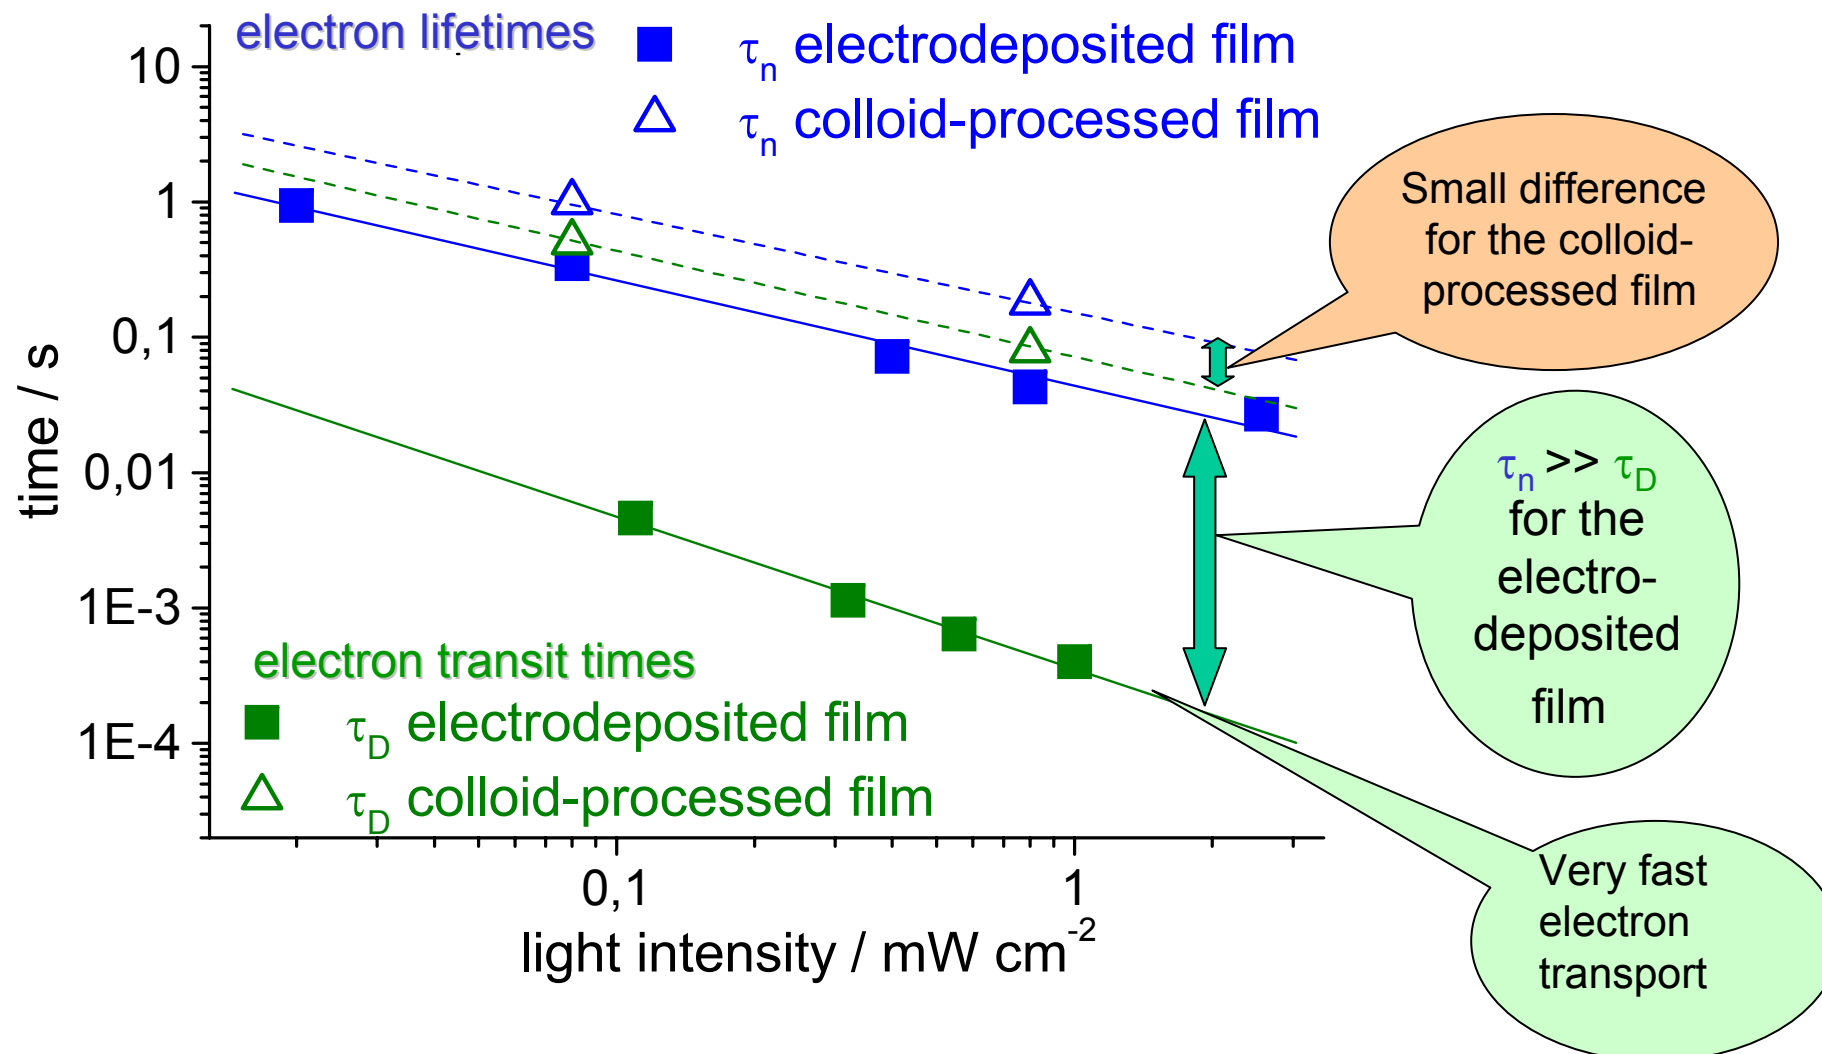 electron lifetimes
τn electrodeposited film
τn colloid-processed film
10
1
0,1
0,01
1E-3
1E-4
time / s
Small difference
for the colloid-
processed film
τn >> τD
for the
electro-
deposited
film
electron transit times
τD electrodeposited film
τD colloid-processed film
0,1
1
light intensity / mW cm-2
Very fast
electron
transport